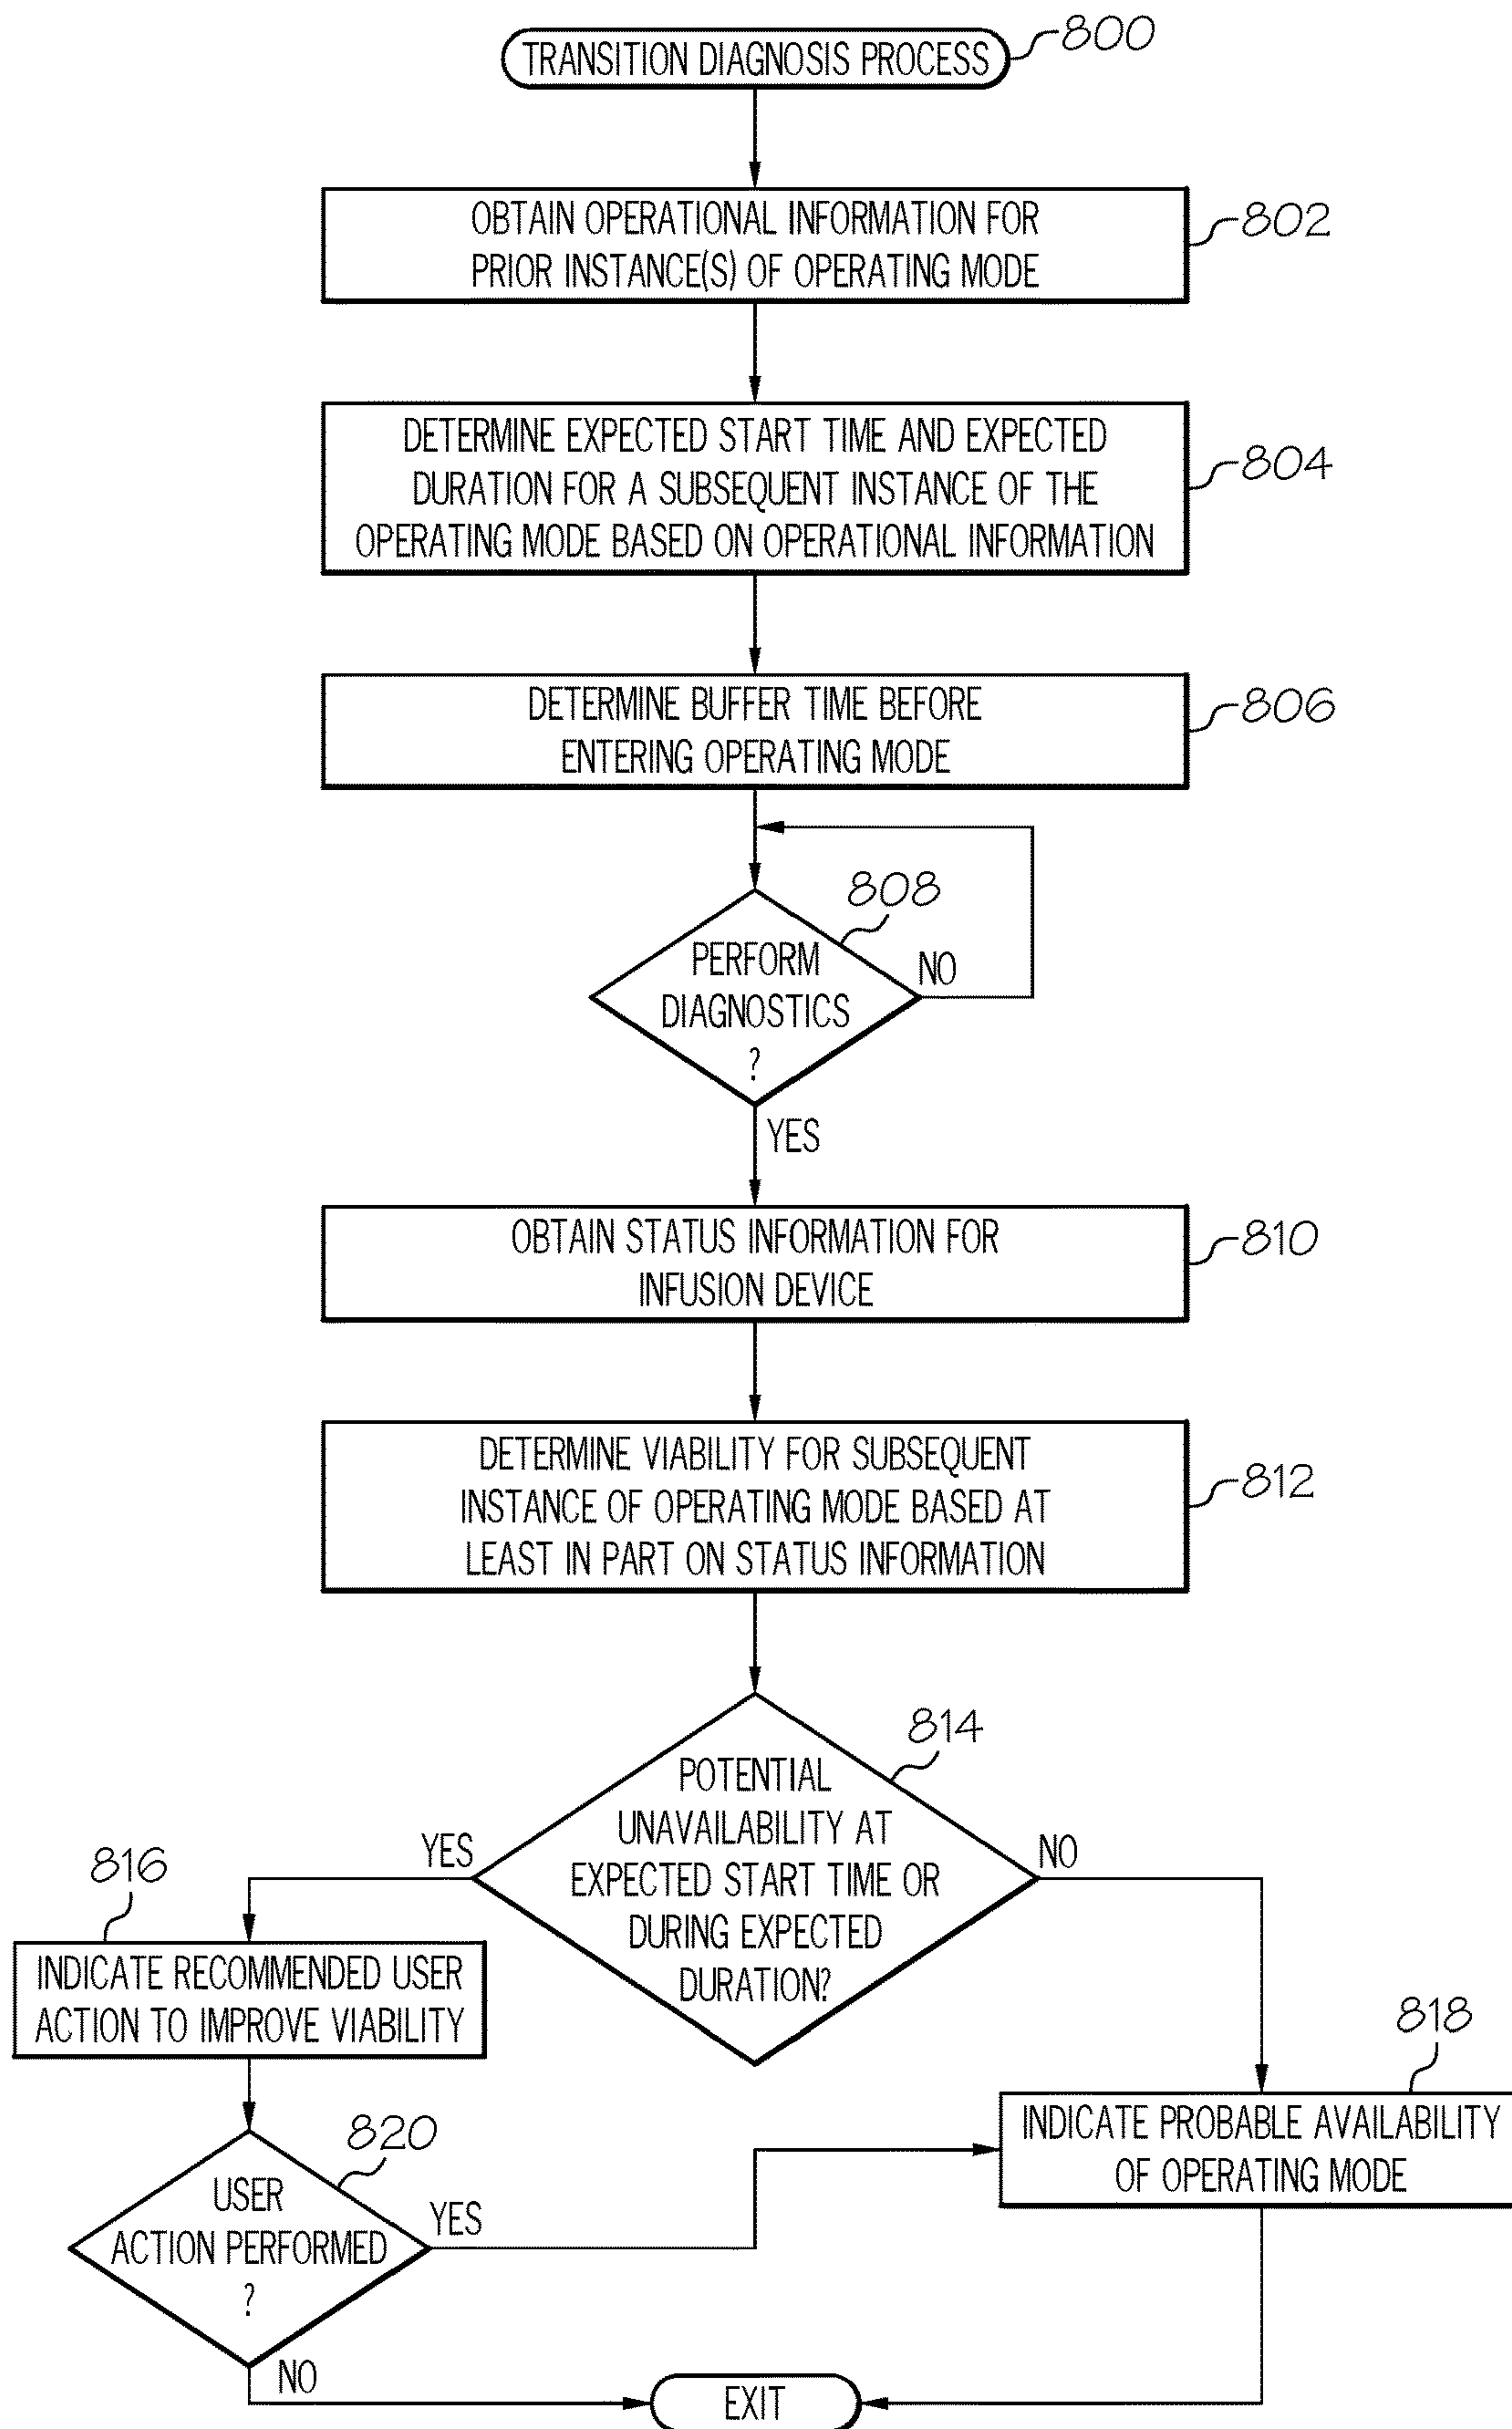 TRANSITION DIAGNOSIS PROCESS
800
OBTAIN OPERATIONAL INFORMATION FOR
PRIOR INSTANCE(S) OF OPERATING MODE
802
DETERMINE EXPECTED START TIME AND EXPECTED
DURATION FOR A SUBSEQUENT INSTANCE OF THE
OPERATING MODE BASED ON OPERATIONAL INFORMATION
804
DETERMINE BUFFER TIME BEFORE
ENTERING OPERATING MODE
806
808
PERFORM
DIAGNOSTICS
?
NO
YES
OBTAIN STATUS INFORMATION FOR
INFUSION DEVICE
810
DETERMINE VIABILITY FOR SUBSEQUENT
INSTANCE OF OPERATING MODE BASED AT
LEAST IN PART ON STATUS INFORMATION
812
814
POTENTIAL
UNAVAILABILITY AT
EXPECTED START TIME OR
DURING EXPECTED
DURATION?
YES
NO
816
INDICATE RECOMMENDED USER
ACTION TO IMPROVE VIABILITY
818
INDICATE PROBABLE AVAILABILITY
OF OPERATING MODE
820
USER
ACTION PERFORMED
?
YES
NO
EXIT